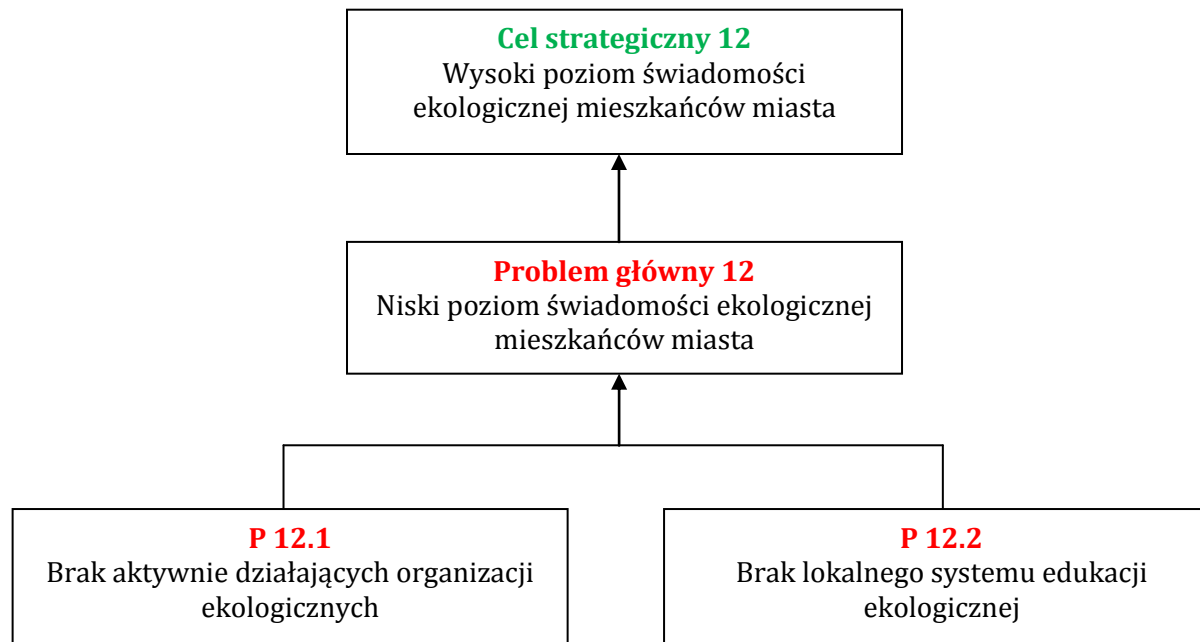 Cel strategiczny 12
Wysoki poziom świadomości
ekologicznej mieszkańców miasta
Problem główny 12
Niski poziom świadomości ekologicznej
mieszkańców miasta
P 12.1
Brak aktywnie działających organizacji
ekologicznych
P 12.2
Brak lokalnego systemu edukacji
ekologicznej